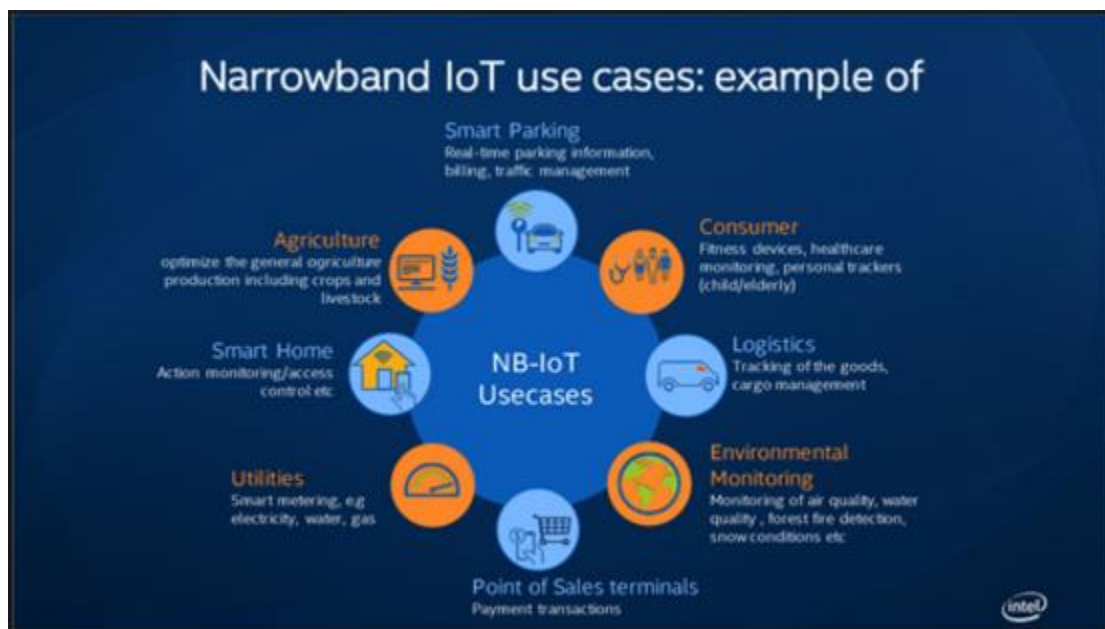 Narrowband IoT use cases: example of
Smart Parking
Real-time parking information,
billing, traffic management
Consumer
Fitness devices, healthcare
monitoring, personal trackers
(child/elderly)
Logistics
Tracking of the goods,
cargo management
Environmental
Monitoring
Monitoring of air quality, water
quality , forest fire detection,
snow conditions etc
Point of Sales terminals
Payment transactions
Utilities
Smart metering, e.g
electricity, water, gas
Smart Home
Action monitoring/access
control etc
Agriculture
optimize the general agriculture
production including crops and
livestock
NB-IoT
Usecases
intel